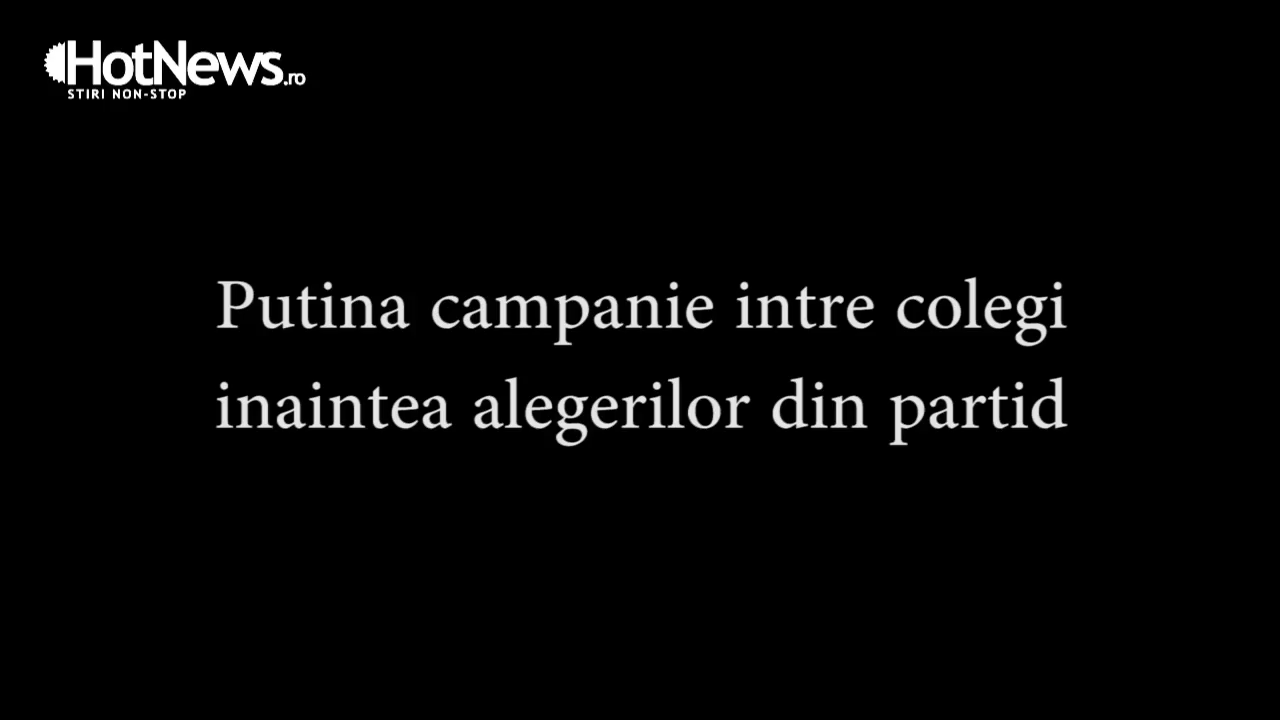 HotNews.ro
STIRI NON-STOP
Putina campanie intre colegi
inaintea alegerilor din partid